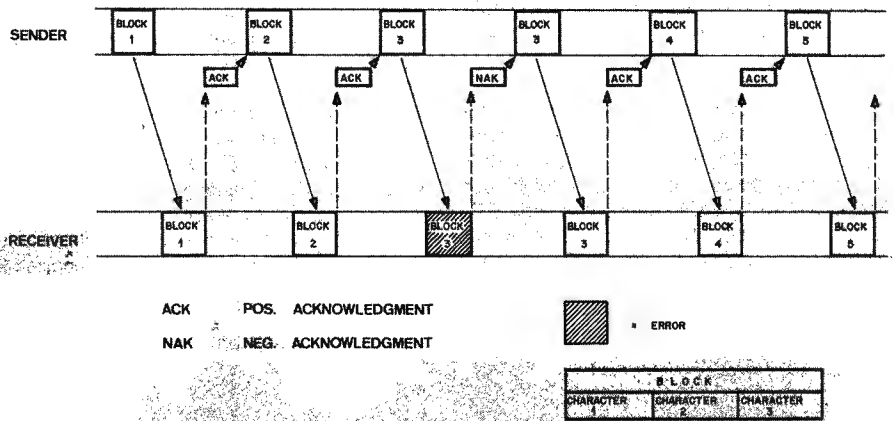 SENDER
BLOCK
1
BLOCK
2
BLOCK
3
BLOCK
3
BLOCK
4
BLOCK
5
ACK
ACK
NAK
ACK
ACK
RECEIVER
BLOCK
1
BLOCK
2
BLOCK
3
BLOCK
3
BLOCK
4
BLOCK
5
ACK POS. ACKNOWLEDGMENT
= ERROR
NAK NEG. ACKNOWLEDGMENT
BLOCK
CHARACTER
1
CHARACTER
2
CHARACTER
3